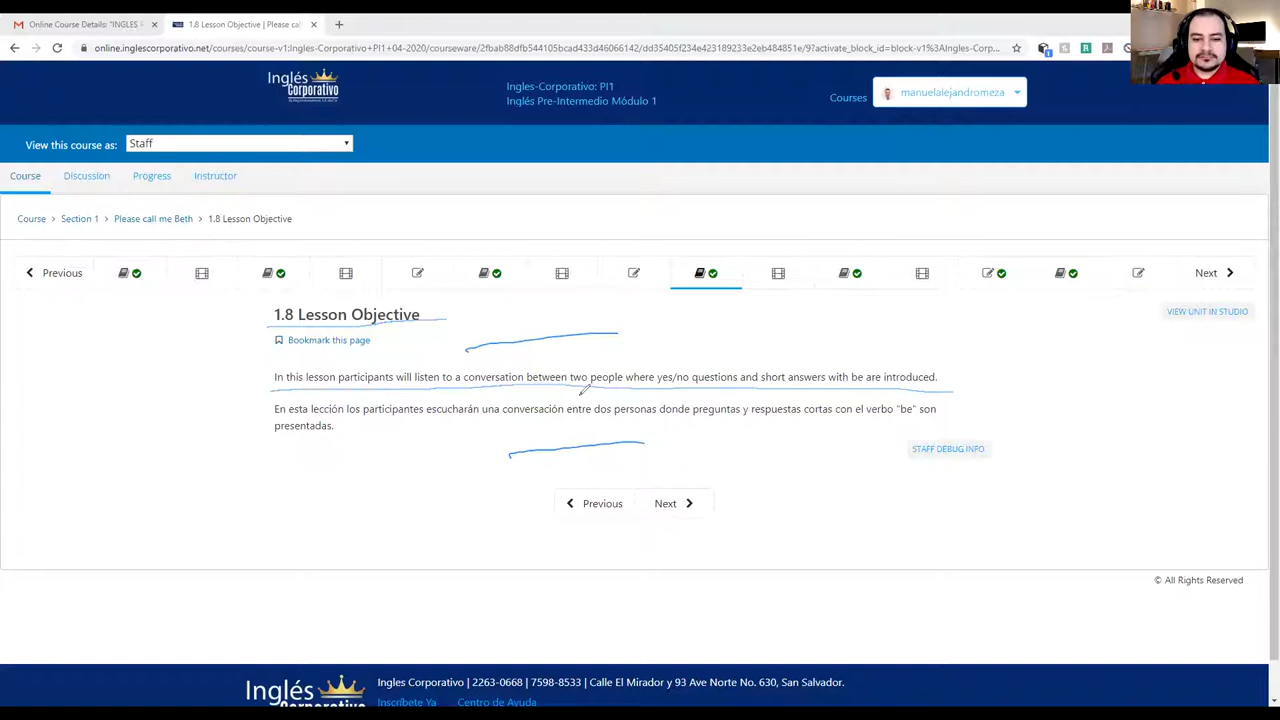 Online Course Details: "INGLES P
1.8 Lesson Objective | Please cal
online.inglescorporativo.net/courses/course-v1:Ingles-Corporativo+PI1+04-2020/courseware/2fbab88dfb544105bcad433d46066142/dd35405f234e423189233e2eb484851e/9?activate_block_id=block-v1%3AIngles-Corp...
Inglés
Corporativo
Ingles-Corporativo: PI1
Inglés Pre-Intermedio Módulo 1
Courses
manuelalejandromeza
View this course as:
Staff
Course
Discussion
Progress
Instructor
Course > Section 1 > Please call me Beth > 1.8 Lesson Objective
Previous
Next
1.8 Lesson Objective
VIEW UNIT IN STUDIO
Bookmark this page
In this lesson participants will listen to a conversation between two people where yes/no questions and short answers with be are introduced.
En esta lección los participantes escucharán una conversación entre dos personas donde preguntas y respuestas cortas con el verbo "be" son
presentadas.
STAFF DEBUG INFO
Previous
Next
© All Rights Reserved
Inglés
Corporativo
Ingles Corporativo | 2263-0668 | 7598-8533 | Calle El Mirador y 93 Ave Norte No. 630, San Salvador.
Inscríbete Ya
Centro de Ayuda